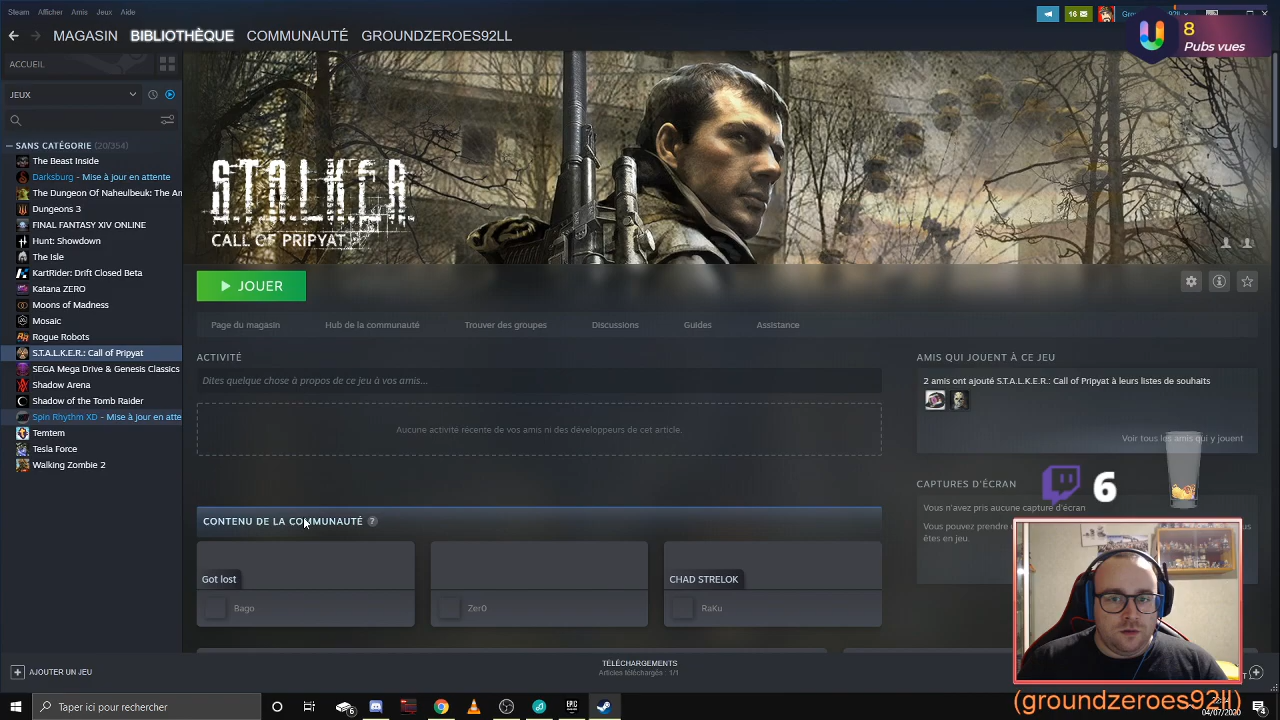 Steam Afficher Amis Jeux Aide
16
MAGASIN BIBLIOTHÈQUE COMMUNAUTÉ GROUNDZEROES92LL
8
Pubs vues
ACCUEIL
JEUX
SANS CATÉGORIE (20/354)
The Beast Inside
Darksburg - Mise à jour en attente
The Dungeon Of Naheulbeuk: The Am
Dungeons 3
FINAL FANTASY XIV ONLINE
Hunt: Showdown
The Isle
KartRider: Drift Closed Beta
Katana ZERO
Moons of Madness
Mosaic
Rogue Robots
S.T.A.L.K.E.R.: Call of Pripyat
SEGA Mega Drive & Genesis Classics
Shadow Arena
Shadow of the Tomb Raider
Spin Rhythm XD - Mise à jour en atte
Temtem
Tesla Force
Walking Zombie 2
S.T.A.L.K.E.R
CALL OF PRIPYAT
JOUER
Page du magasin Hub de la communauté Trouver des groupes Discussions Guides Assistance
ACTIVITÉ
Dites quelque chose à propos de ce jeu à vos amis...
Aucune activité récente de vos amis ni des développeurs de cet article.
AMIS QUI JOUENT À CE JEU
2 amis ont ajouté S.T.A.L.K.E.R.: Call of Pripyat à leurs listes de souhaits
Voir tous les amis qui y jouent
CAPTURES D'ÉCRAN
6
Vous n'avez pris aucune capture d'écran
Vous pouvez prendre
êtes en jeu.
CONTENU DE LA COMMUNAUTÉ ?
Got lost
Bago
Zer0
CHAD STRELOK
RaKu
AJOUTER UN JEU
TÉLÉCHARGEMENTS
Articles téléchargés : 1/1
Taper ici pour rechercher
(groundzeroes92ll)
04/07/2020